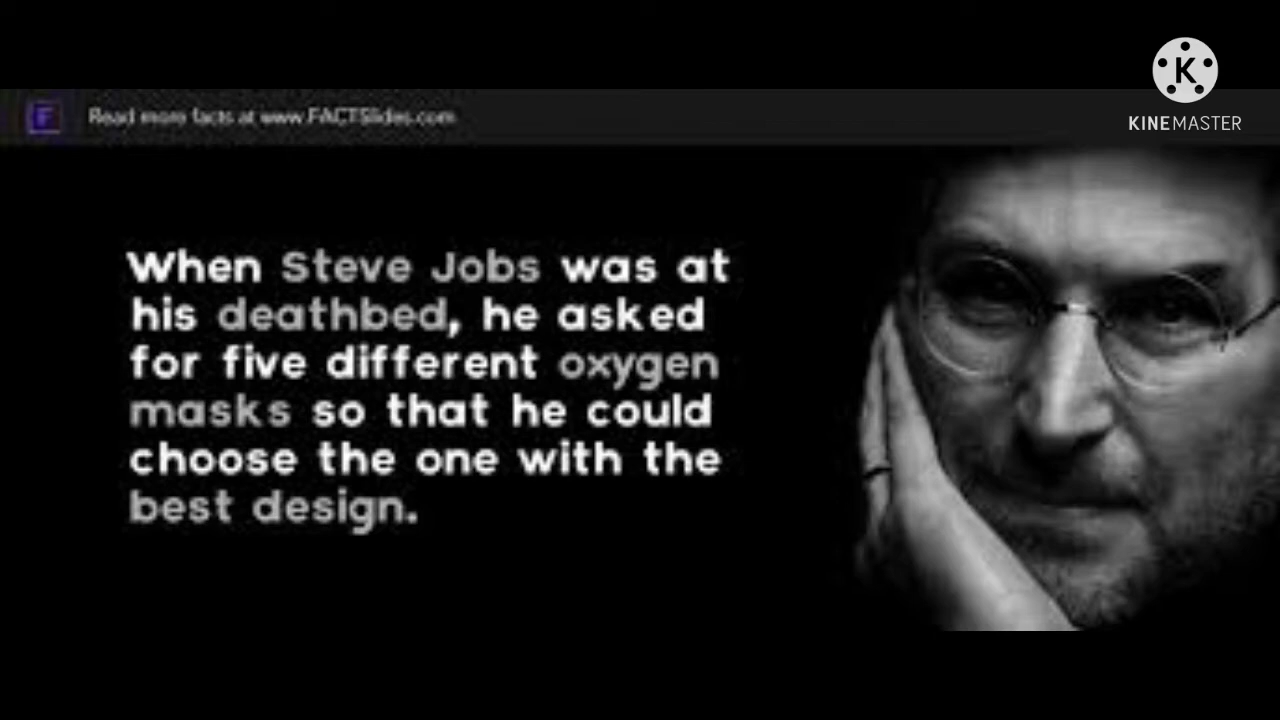 K
KINEMASTER
F
Read more facts at www.FACTSlides.com
When Steve Jobs was at
his deathbed, he asked
for five different oxygen
masks so that he could
choose the one with the
best design.